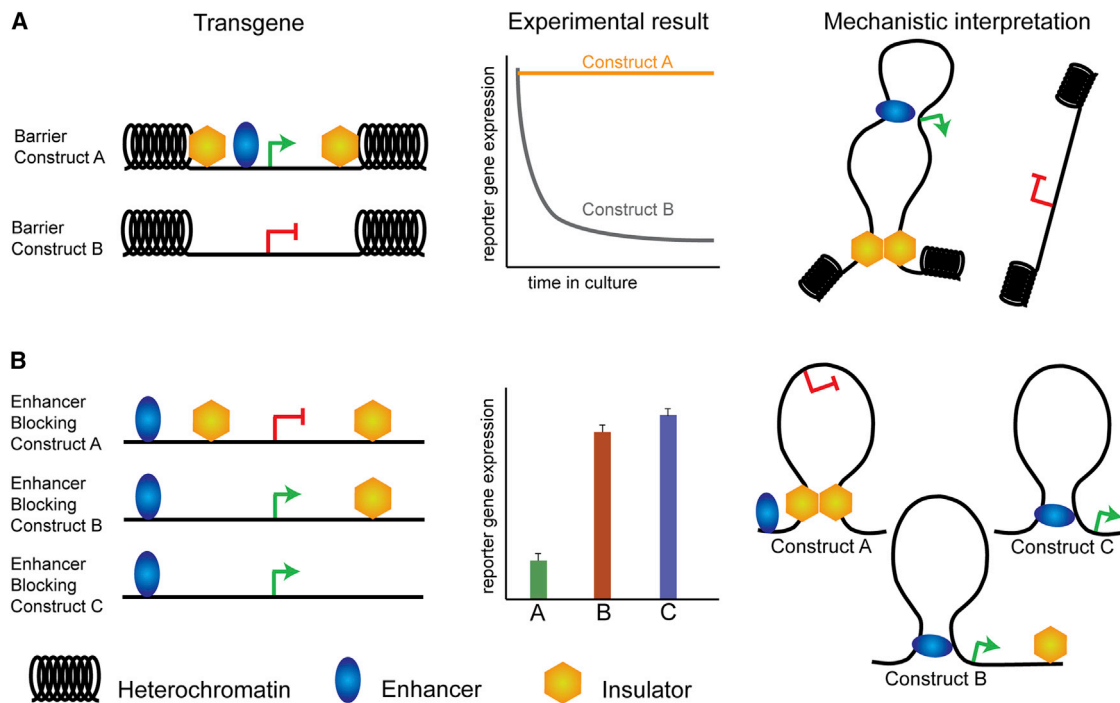 A
Transgene
Experimental result
Mechanistic interpretation
Barrier
Construct A
Barrier
Construct B
reporter gene expression
Construct A
Construct B
time in culture
B
Enhancer
Blocking
Construct A
Enhancer
Blocking
Construct B
Enhancer
Blocking
Construct C
reporter gene expression
A
B
C
Construct A
Construct C
Construct B
Heterochromatin
Enhancer
Insulator